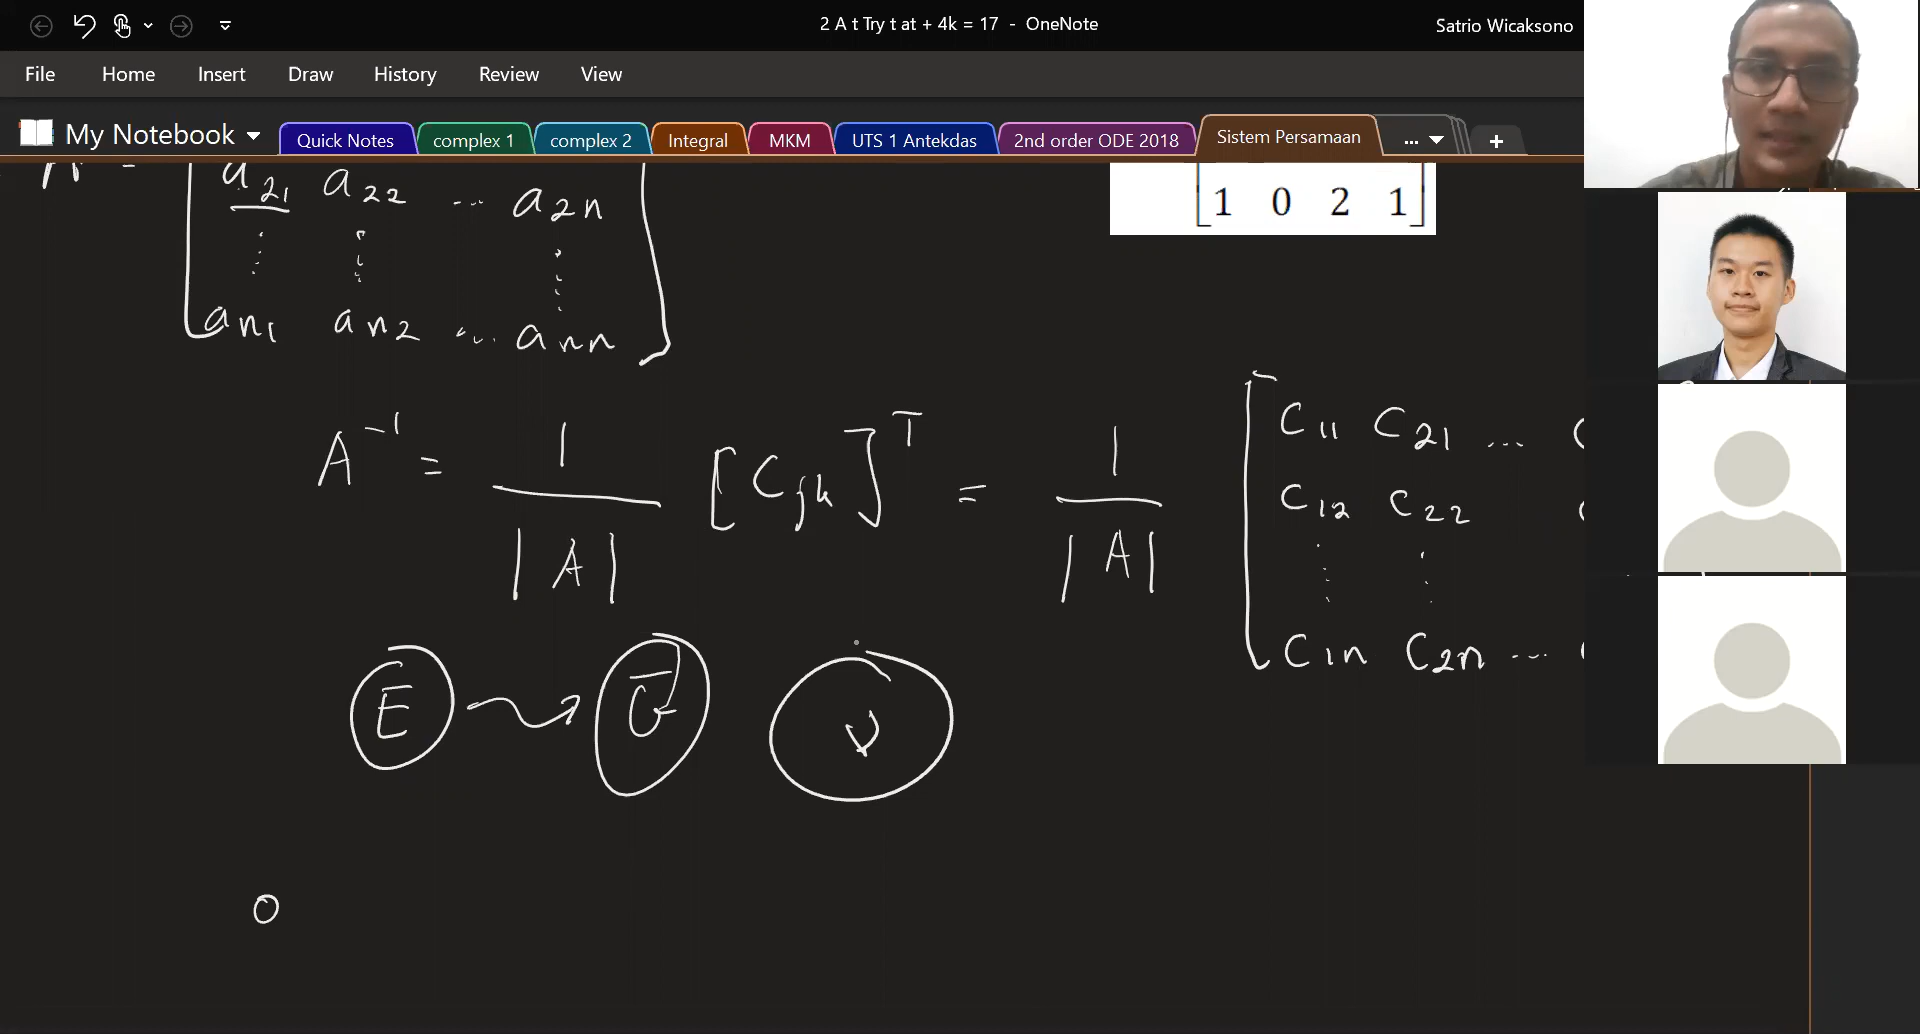 2 A t Try t at + 4k = 17 - OneNote
Satrio Wicaksono
File Home Insert Draw History Review View
My Notebook Quick Notes complex 1 complex 2 Integral MKM UTS 1 Antekdas 2nd order ODE 2018 Sistem Persamaan ... +
a21 a22 ... a2n
an1 an2 ... ann
1 0 2 1
A⁻¹ = 1/|A| [Cjk]ᵀ = 1/|A|
C11 C21 ...
C12 C22
C1n C2n ...
E
0